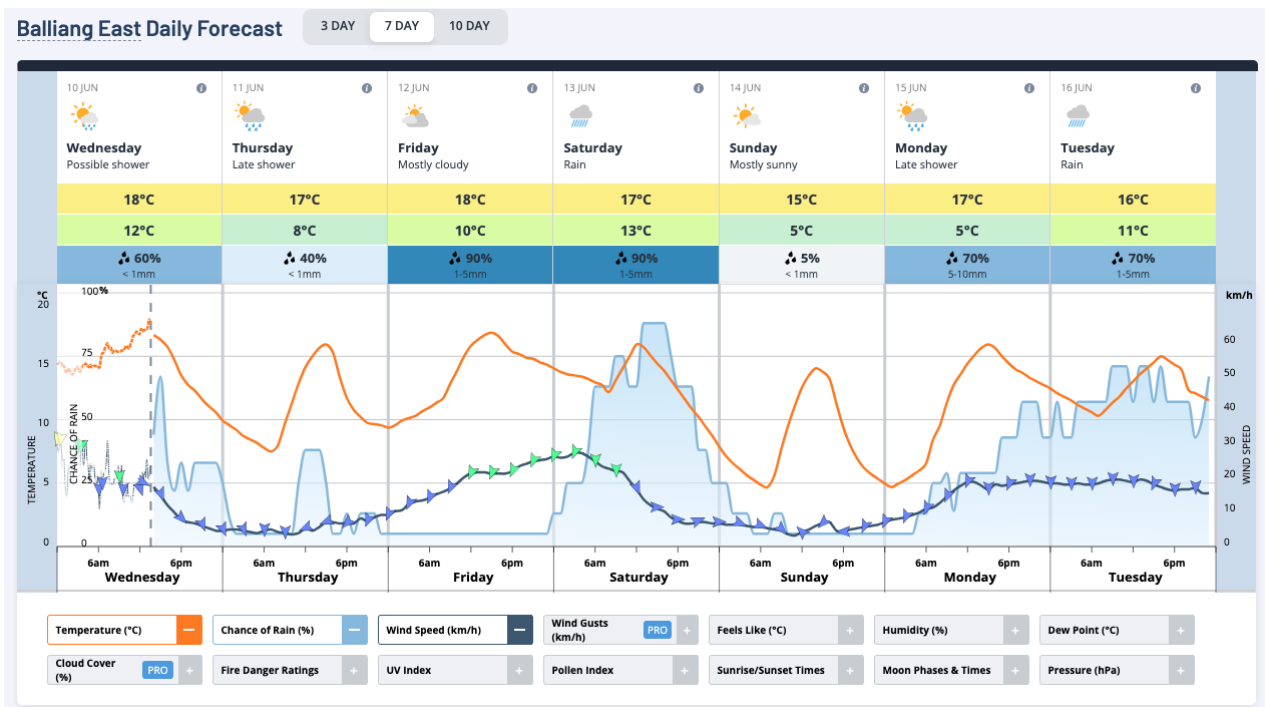 Balliang East Daily Forecast
3 DAY 7 DAY 10 DAY
10 JUN 11 JUN 12 JUN 13 JUN 14 JUN 15 JUN 16 JUN
Wednesday Thursday Friday Saturday Sunday Monday Tuesday
Possible shower Late shower Mostly cloudy Rain Mostly sunny Late shower Rain
18°C 17°C 18°C 17°C 15°C 17°C 16°C
12°C 8°C 10°C 13°C 5°C 5°C 11°C
60% 40% 90% 90% 5% 70% 70%
< 1mm < 1mm 1-5mm 1-5mm < 1mm 5-10mm 1-5mm
°C 100% km/h
20
60
75
15
50
50
40
10
30
25
5
20
10
0 0 0
TEMPERATURE
CHANCE OF RAIN
WIND SPEED
6am 6pm 6am 6pm 6am 6pm 6am 6pm 6am 6pm 6am 6pm 6am 6pm
Wednesday Thursday Friday Saturday Sunday Monday Tuesday
Temperature (°C) Chance of Rain (%) Wind Speed (km/h) Wind Gusts (km/h) PRO Feels Like (°C) Humidity (%) Dew Point (°C)
Cloud Cover (%) PRO Fire Danger Ratings UV Index Pollen Index Sunrise/Sunset Times Moon Phases & Times Pressure (hPa)